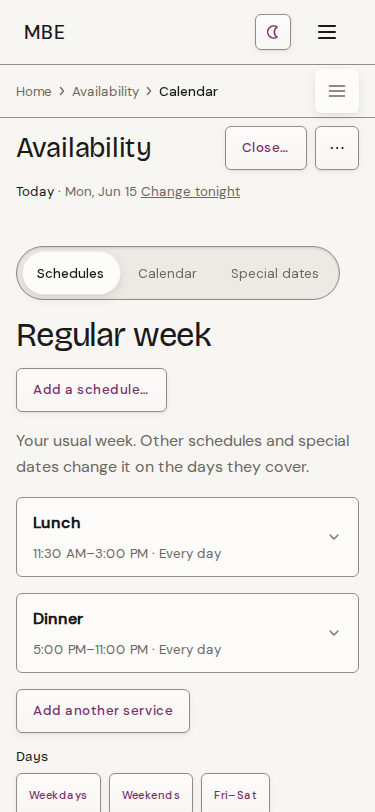 MBE
Home > Availability > Calendar
Availability
Close…
...
Today · Mon, Jun 15 Change tonight
Schedules
Calendar
Special dates
Regular week
Add a schedule…
Your usual week. Other schedules and special
dates change it on the days they cover.
Lunch
11:30 AM–3:00 PM · Every day
Dinner
5:00 PM–11:00 PM · Every day
Add another service
Days
Weekdays
Weekends
Fri–Sat